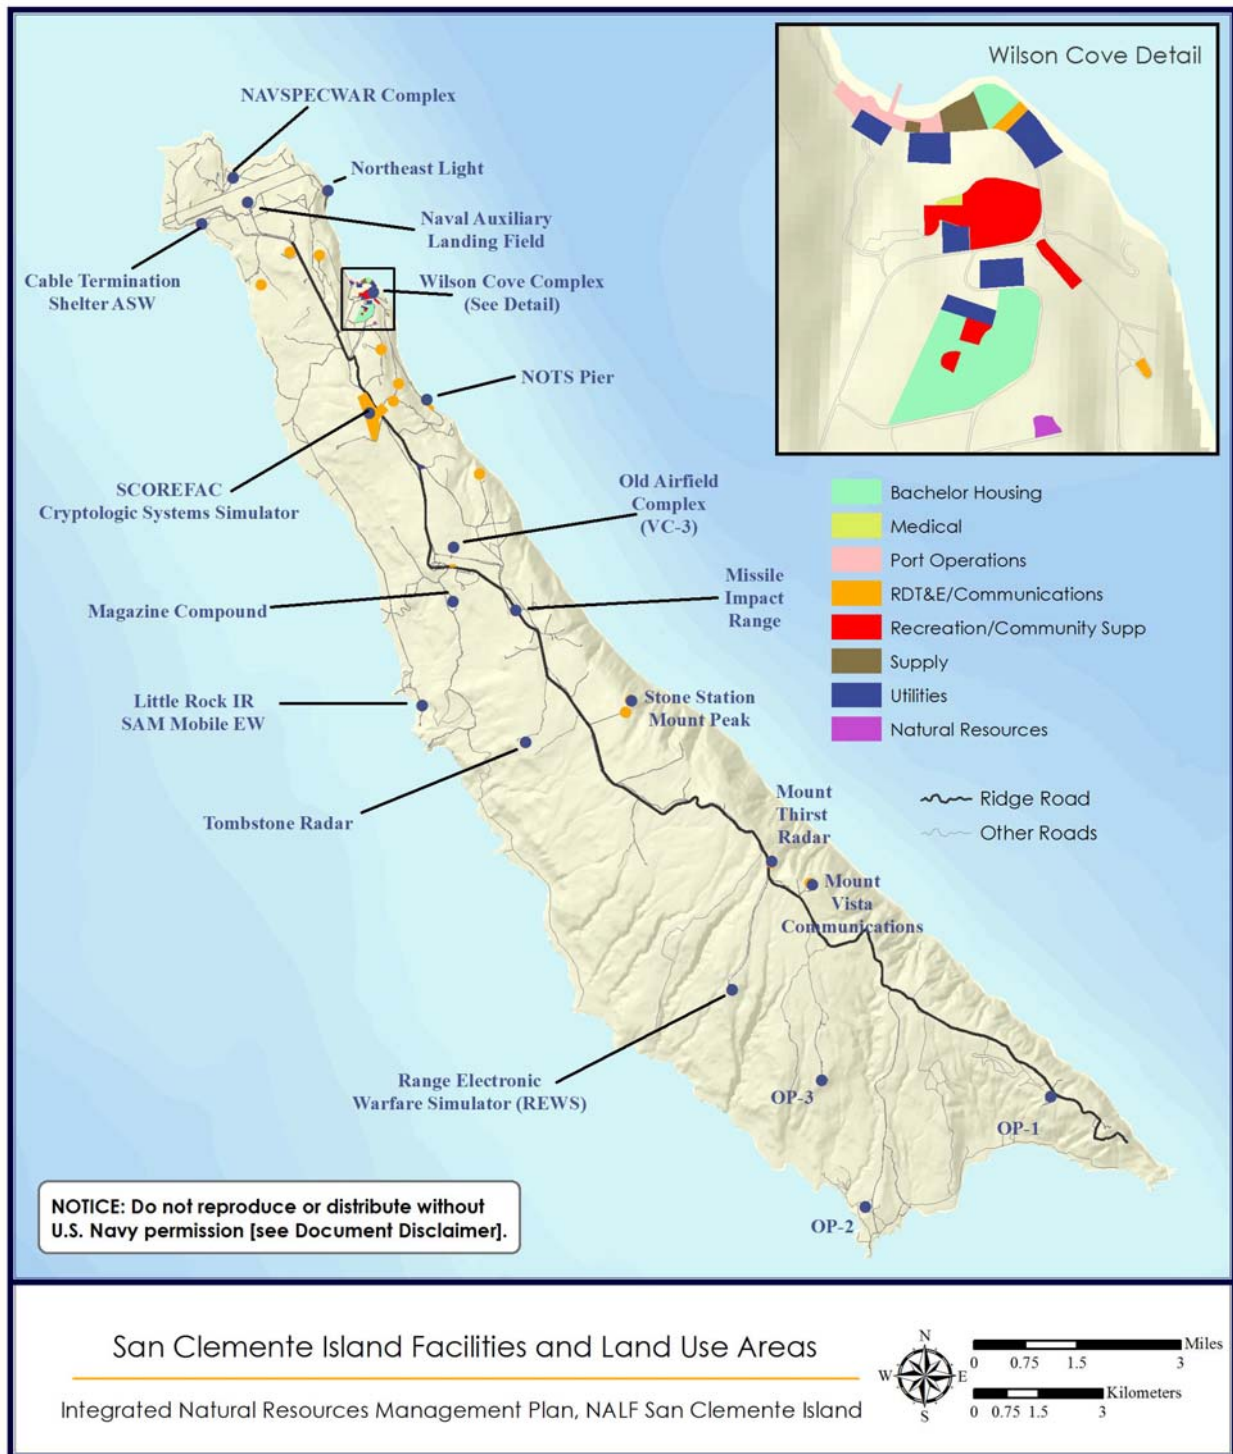 Wilson Cove Detail
NAVSPECWAR Complex
Northeast Light
Naval Auxiliary
Landing Field
Cable Termination
Shelter ASW
Wilson Cove Complex
(See Detail)
NOTS Pier
SCOREFAC
Cryptologic Systems Simulator
Old Airfield
Complex
(VC-3)
Magazine Compound
Missile
Impact
Range
Little Rock IR
SAM Mobile EW
Stone Station
Mount Peak
Tombstone Radar
Mount
Thirst
Radar
Mount
Vista
Communications
Range Electronic
Warfare Simulator (REWS)
OP-3
OP-1
OP-2
Bachelor Housing
Medical
Port Operations
RDT&E/Communications
Recreation/Community Supp
Supply
Utilities
Natural Resources
Ridge Road
Other Roads
NOTICE: Do not reproduce or distribute without
U.S. Navy permission [see Document Disclaimer].
San Clemente Island Facilities and Land Use Areas
Integrated Natural Resources Management Plan, NALF San Clemente Island
N
W E
S
Miles
0 0.75 1.5 3
Kilometers
0 0.75 1.5 3